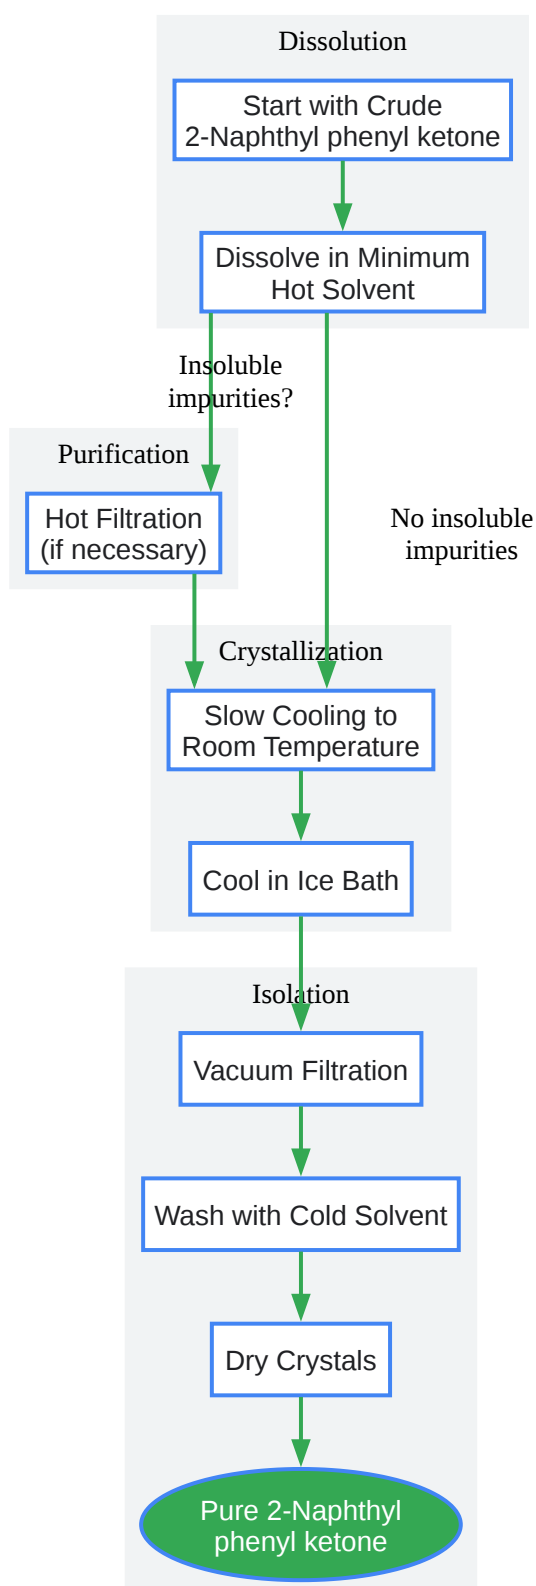 Dissolution
Start with Crude
2-Naphthyl phenyl ketone
Dissolve in Minimum
Hot Solvent
Insoluble
impurities?
Purification
Hot Filtration
(if necessary)
No insoluble
impurities
Crystallization
Slow Cooling to
Room Temperature
Cool in Ice Bath
Isolation
Vacuum Filtration
Wash with Cold Solvent
Dry Crystals
Pure 2-Naphthyl
phenyl ketone